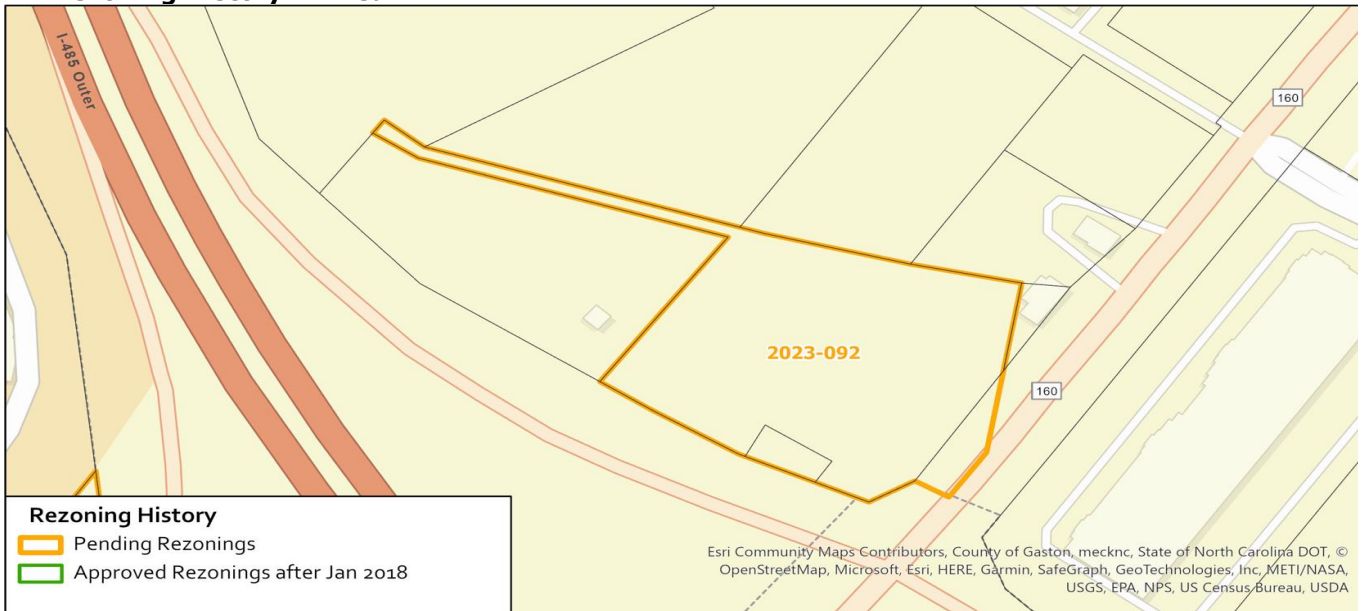 I-485 Outer
160
2023-092
160
Rezoning History
Pending Rezonings
Approved Rezonings after Jan 2018
Esri Community Maps Contributors, County of Gaston, mecknc, State of North Carolina DOT, ©
OpenStreetMap, Microsoft, Esri, HERE, Garmin, SafeGraph, GeoTechnologies, Inc, METI/NASA,
USGS, EPA, NPS, US Census Bureau, USDA